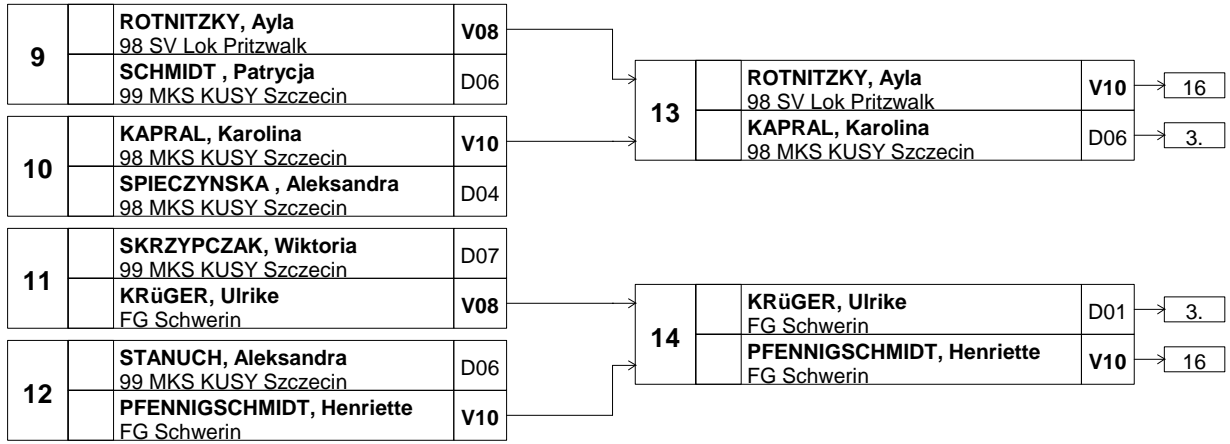 9
ROTNITZKY, Ayla
98 SV Lok Pritzwalk
V08
SCHMIDT , Patrycja
99 MKS KUSY Szczecin
D06
10
KAPRAL, Karolina
98 MKS KUSY Szczecin
V10
SPIECZYNSKA , Aleksandra
98 MKS KUSY Szczecin
D04
11
SKRZYPCZAK, Wiktoria
99 MKS KUSY Szczecin
D07
KRüGER, Ulrike
FG Schwerin
V08
12
STANUCH, Aleksandra
99 MKS KUSY Szczecin
D06
PFENNIGSCHMIDT, Henriette
FG Schwerin
V10
13
ROTNITZKY, Ayla
98 SV Lok Pritzwalk
V10
16
KAPRAL, Karolina
98 MKS KUSY Szczecin
D06
3.
14
KRüGER, Ulrike
FG Schwerin
D01
3.
PFENNIGSCHMIDT, Henriette
FG Schwerin
V10
16